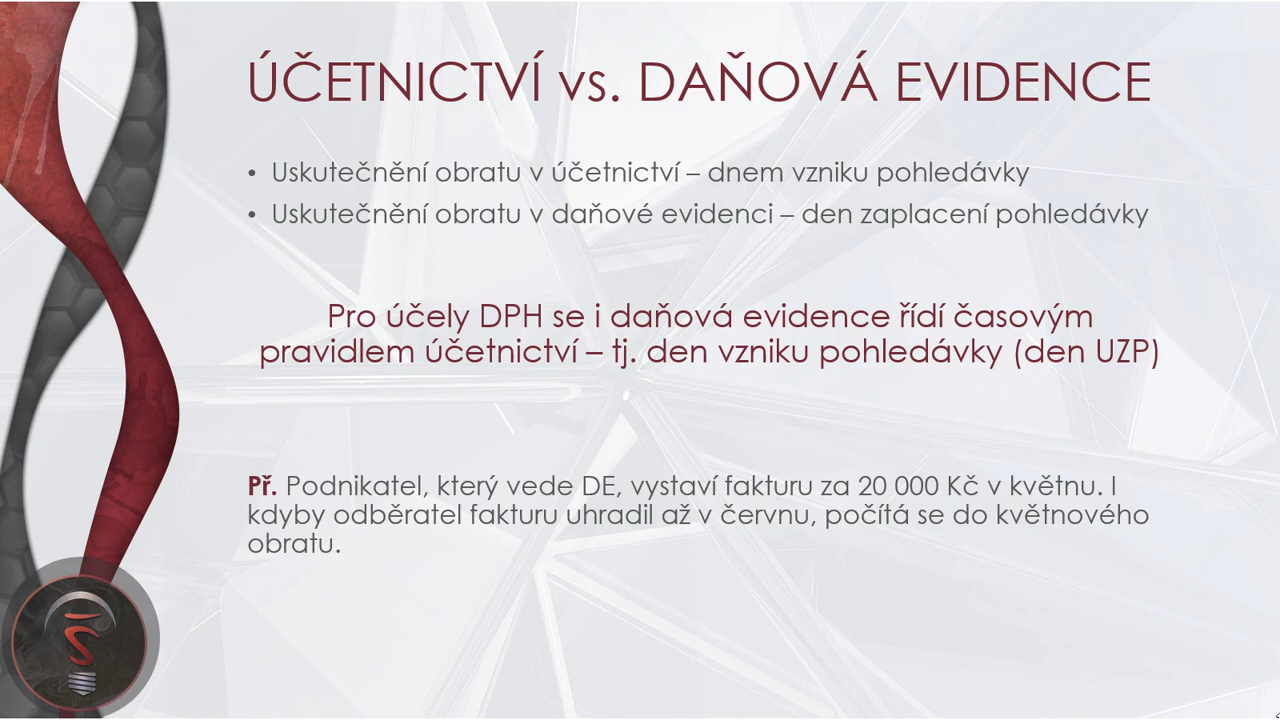 ÚČETNICTVÍ vs. DAŇOVÁ EVIDENCE
• Uskutečnění obratu v účetnictví – dnem vzniku pohledávky
• Uskutečnění obratu v daňové evidenci – den zaplacení pohledávky
Pro účely DPH se i daňová evidence řídí časovým
pravidlem účetnictví – tj. den vzniku pohledávky (den UZP)
Př. Podnikatel, který vede DE, vystaví fakturu za 20 000 Kč v květnu. I
kdyby odběratel fakturu uhradil až v červnu, počítá se do květnového
obratu.